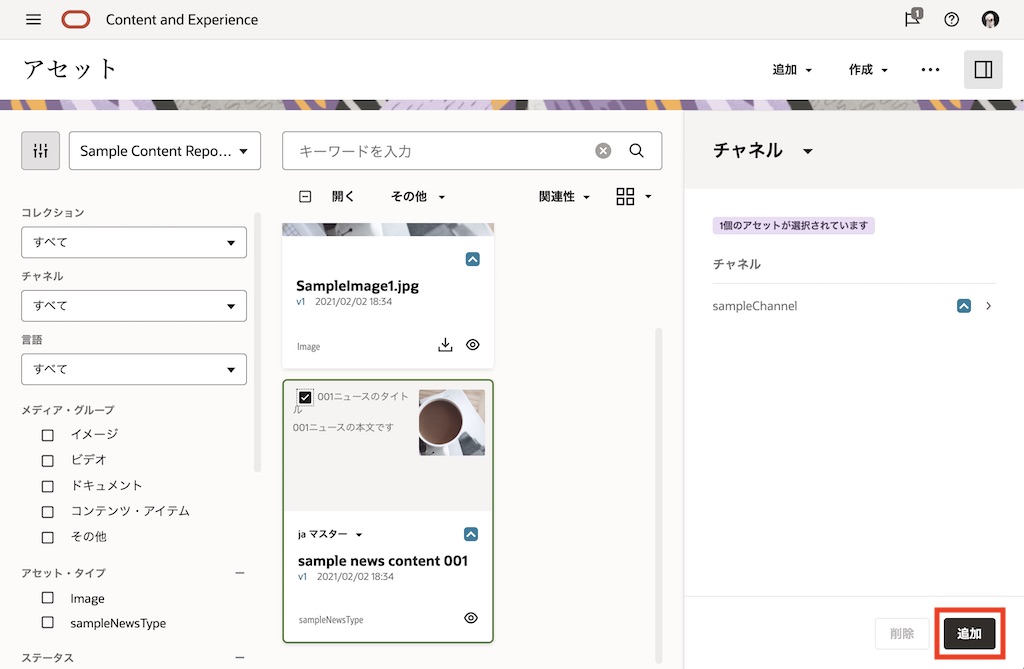 Content and Experience
1
アセット
追加
作成
Sample Content Repo...
キーワードを入力
開く
その他
関連性
コレクション
すべて
チャネル
すべて
言語
すべて
メディア・グループ
イメージ
ビデオ
ドキュメント
コンテンツ・アイテム
その他
アセット・タイプ
Image
sampleNewsType
ステータス
SampleImage1.jpg
v1 2021/02/02 18:34
Image
001ニュースのタイト
ル
001ニュースの本文です
ja マスター
sample news content 001
v1 2021/02/02 18:34
sampleNewsType
チャネル
1個のアセットが選択されています
チャネル
sampleChannel
削除
追加